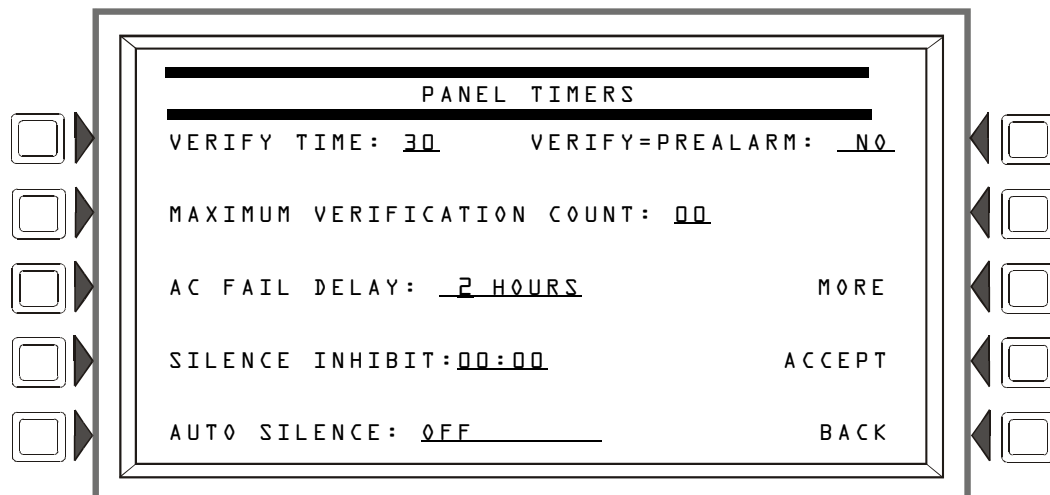 PANEL TIMERS
VERIFY TIME: 30 VERIFY=PREALARM: NO
MAXIMUM VERIFICATION COUNT: 00
AC FAIL DELAY: 2 HOURS MORE
SILENCE INHIBIT:00:00 ACCEPT
AUTO SILENCE: OFF BACK